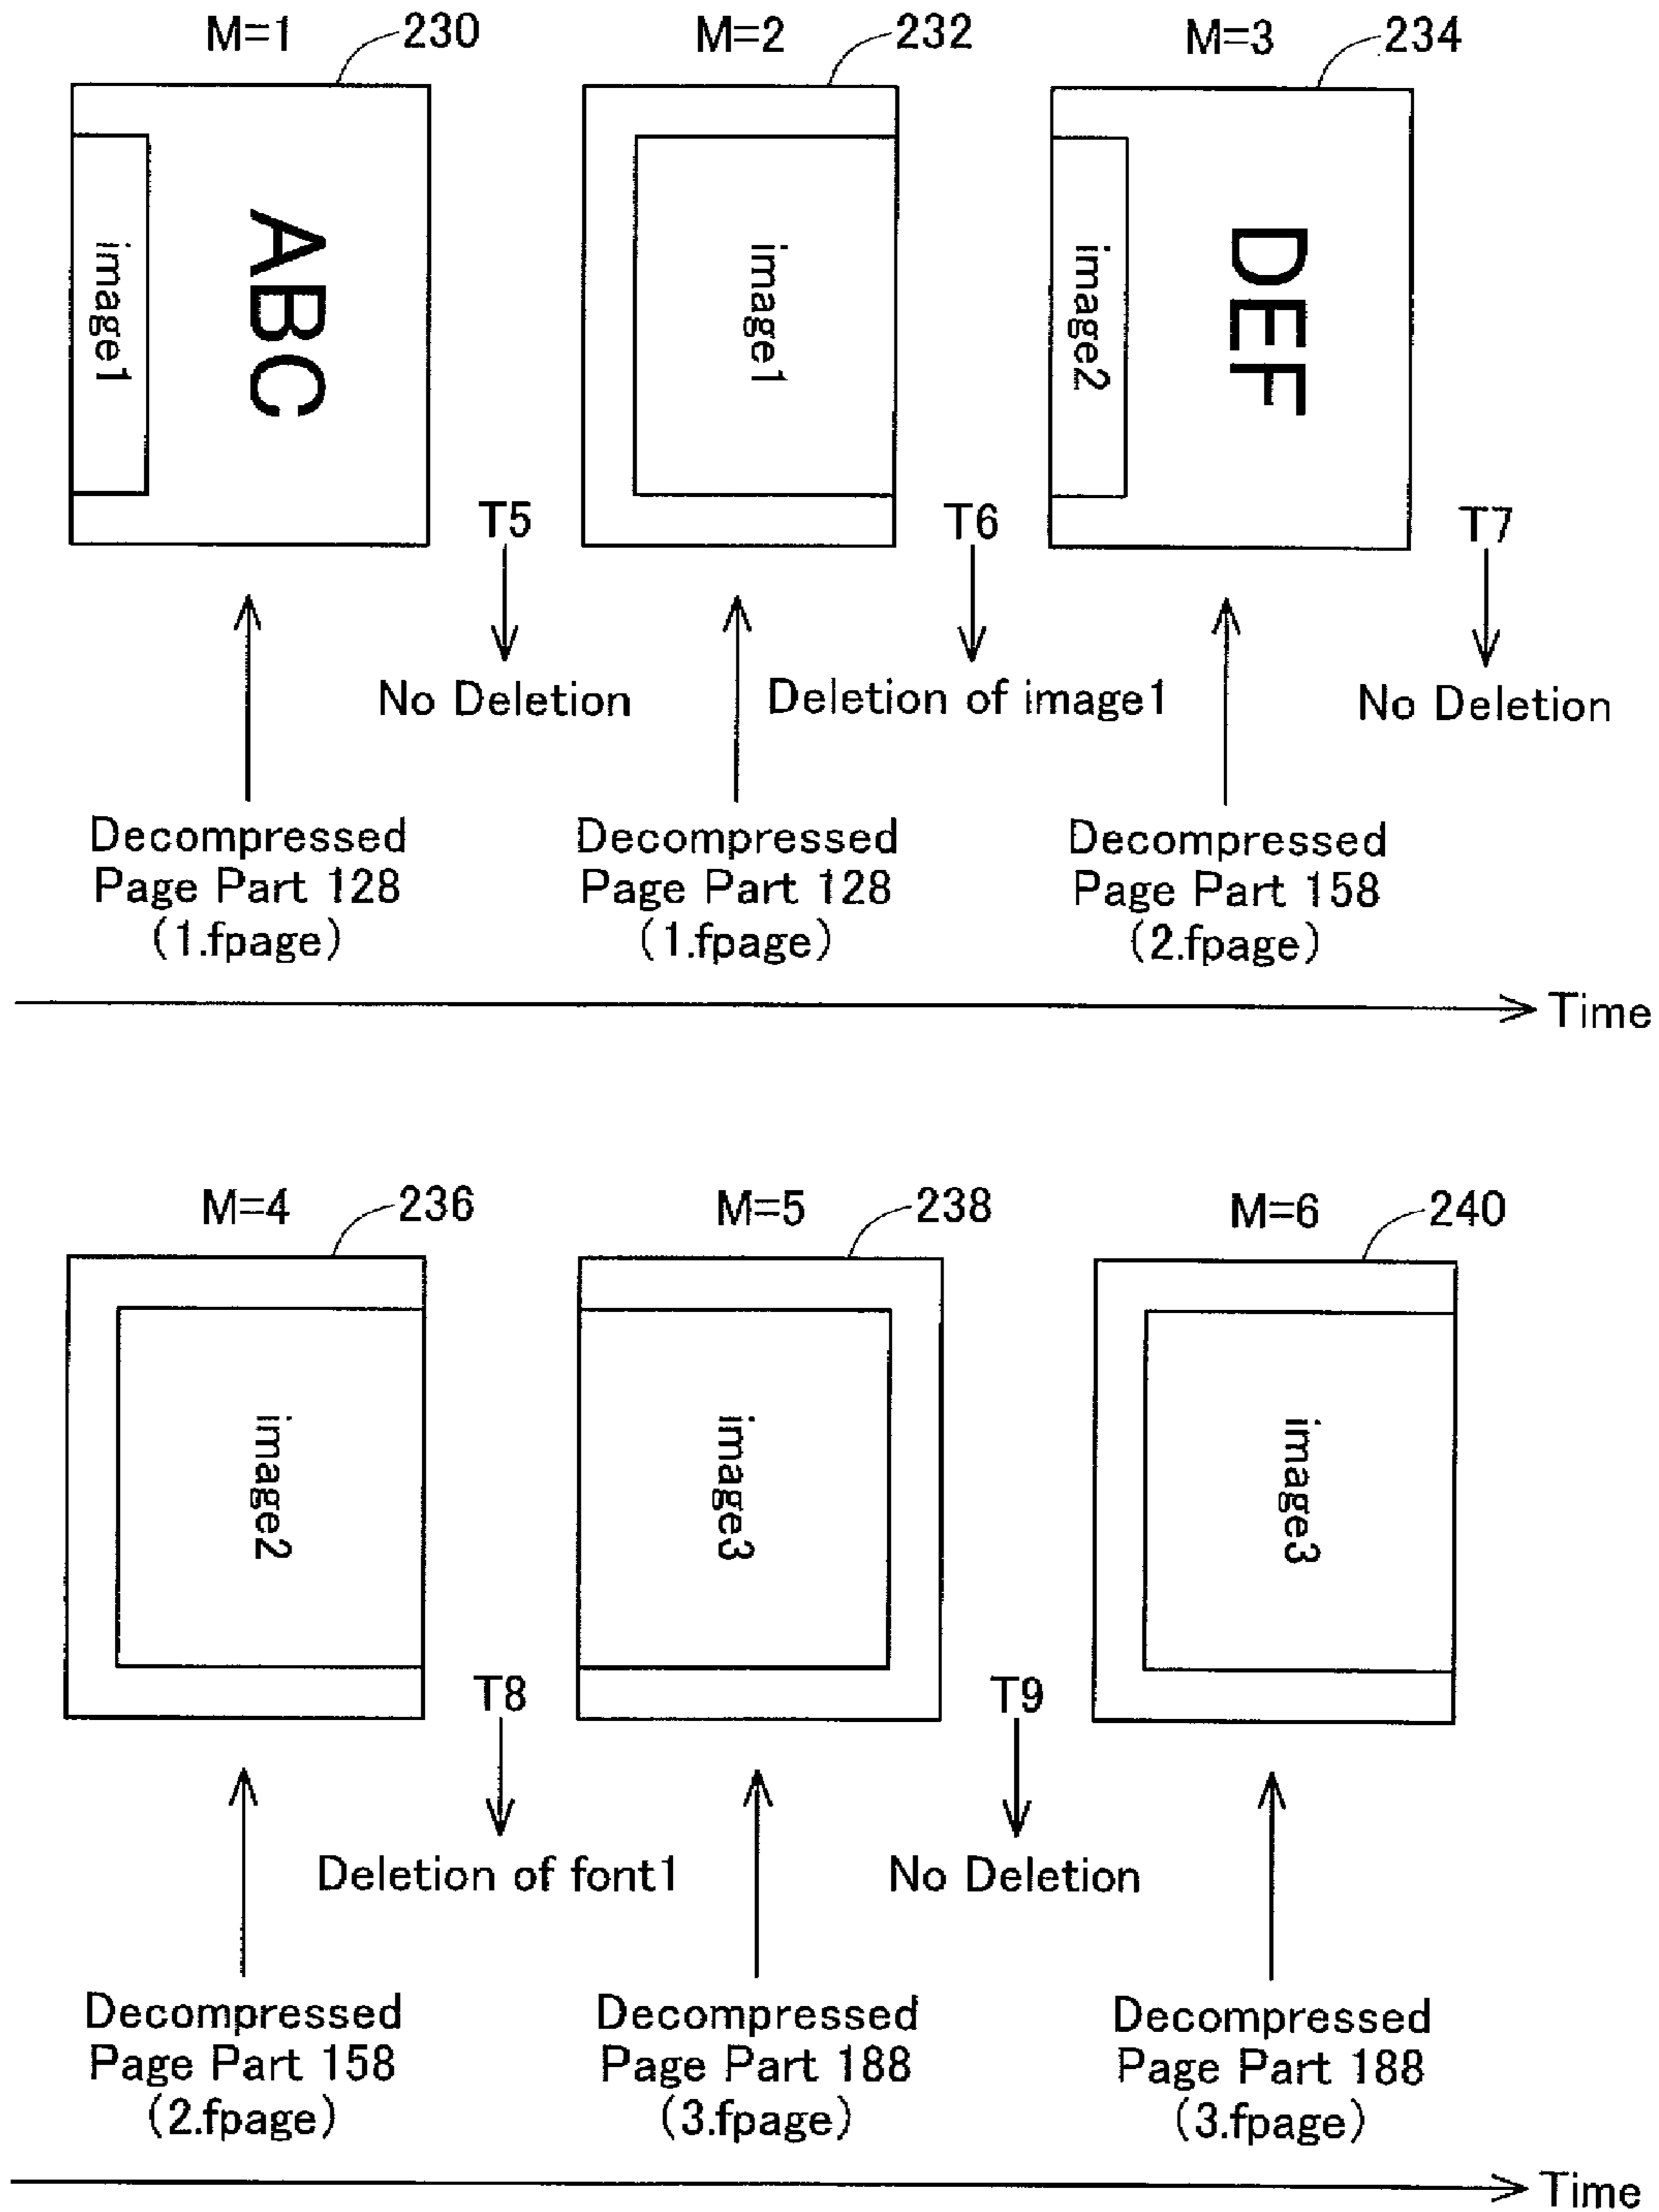 M=1
230
M=2
232
M=3
234
ABC
image1
image1
DEF
image2
T5
T6
T7
No Deletion
Deletion of image1
No Deletion
Decompressed
Page Part 128
(1.fpage)
Decompressed
Page Part 128
(1.fpage)
Decompressed
Page Part 158
(2.fpage)
Time
M=4
236
M=5
238
M=6
240
image2
image3
image3
T8
T9
Deletion of font1
No Deletion
Decompressed
Page Part 158
(2.fpage)
Decompressed
Page Part 188
(3.fpage)
Decompressed
Page Part 188
(3.fpage)
Time